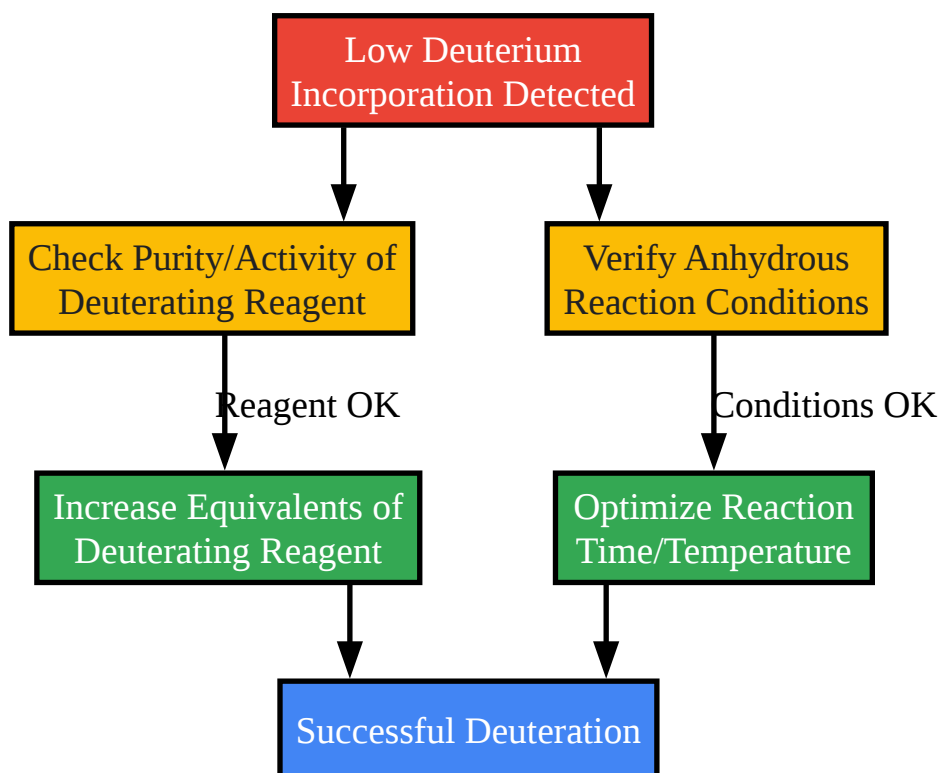 Low Deuterium
Incorporation Detected
Check Purity/Activity of
Deuterating Reagent
Verify Anhydrous
Reaction Conditions
Reagent OK
Conditions OK
Increase Equivalents of
Deuterating Reagent
Optimize Reaction
Time/Temperature
Successful Deuteration